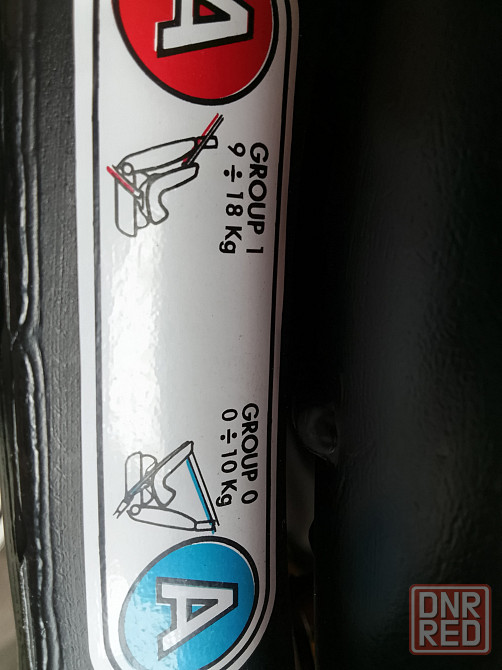 A
GROUP 1
9 ÷ 18 Kg
GROUP 0
0 ÷ 10 Kg
A
DNR
RED